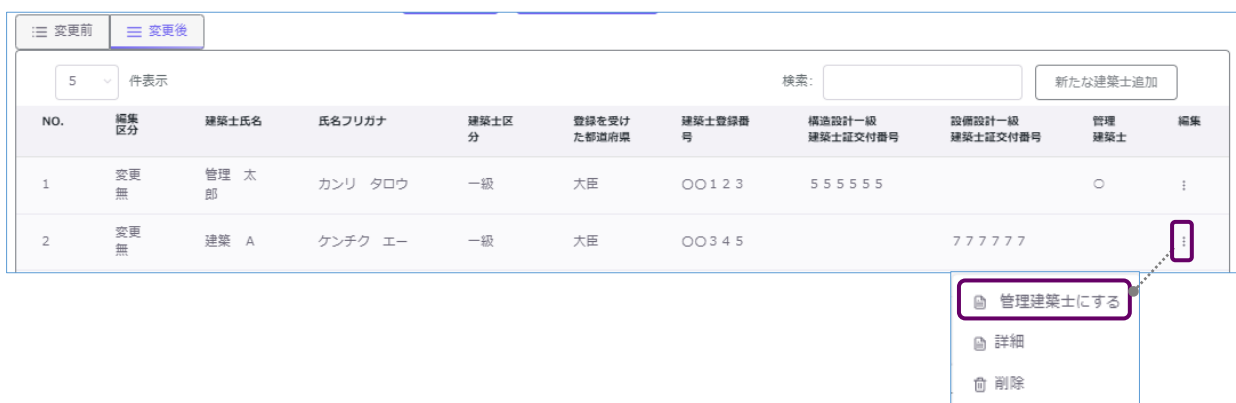 変更前 変更後
5 件表示 検索: 新たな建築士追加
NO. 編集区分 建築士氏名 氏名フリガナ 建築士区分 登録を受けた都道府県 建築士登録番号 構造設計一級建築士証交付番号 設備設計一級建築士証交付番号 管理建築士 編集
1 変更無 管理　太郎 カンリ　タロウ 一級 大臣 〇〇１２３ ５５５５５５ ○ ⋮
2 変更無 建築　A ケンチク　エー 一級 大臣 〇〇３４５ ７７７７７７ ⋮
管理建築士にする
詳細
削除